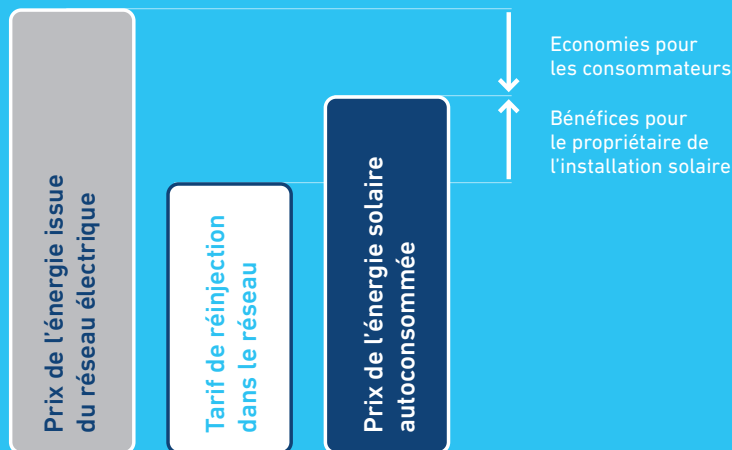 Prix de l’énergie issue
du réseau électrique
Tarif de réinjection
dans le réseau
Prix de l’énergie solaire
autoconsommée
Economies pour
les consommateurs
Bénéfices pour
le propriétaire de
l’installation solaire